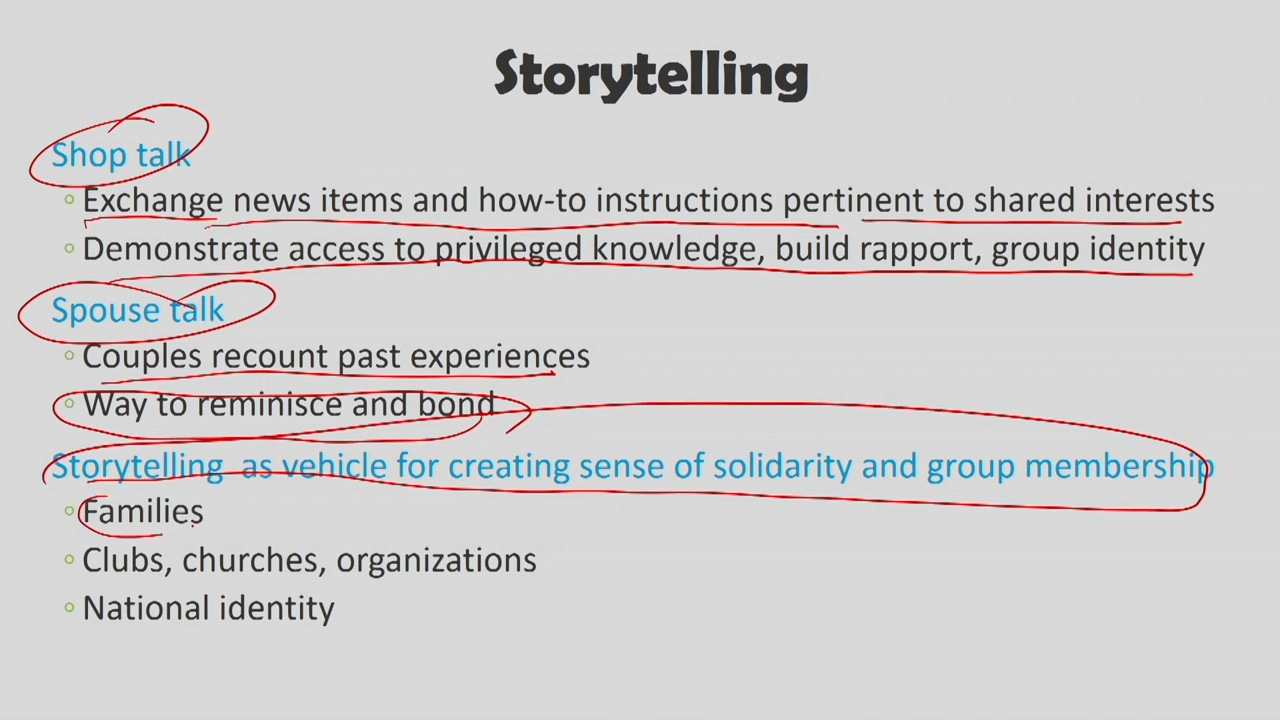 Storytelling
Shop talk
◦ Exchange news items and how-to instructions pertinent to shared interests
◦ Demonstrate access to privileged knowledge, build rapport, group identity
Spouse talk
◦ Couples recount past experiences
◦ Way to reminisce and bond
Storytelling as vehicle for creating sense of solidarity and group membership
◦ Families
◦ Clubs, churches, organizations
◦ National identity